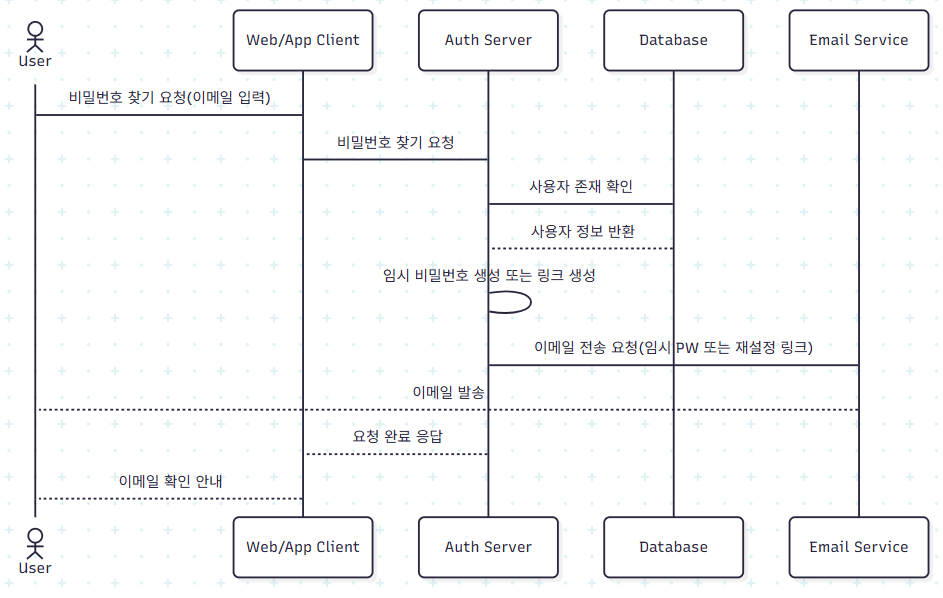 User
Web/App Client
Auth Server
Database
Email Service
비밀번호 찾기 요청(이메일 입력)
비밀번호 찾기 요청
사용자 존재 확인
사용자 정보 반환
임시 비밀번호 생성 또는 링크 생성
이메일 전송 요청(임시 PW 또는 재설정 링크)
이메일 발송
요청 완료 응답
이메일 확인 안내
User
Web/App Client
Auth Server
Database
Email Service